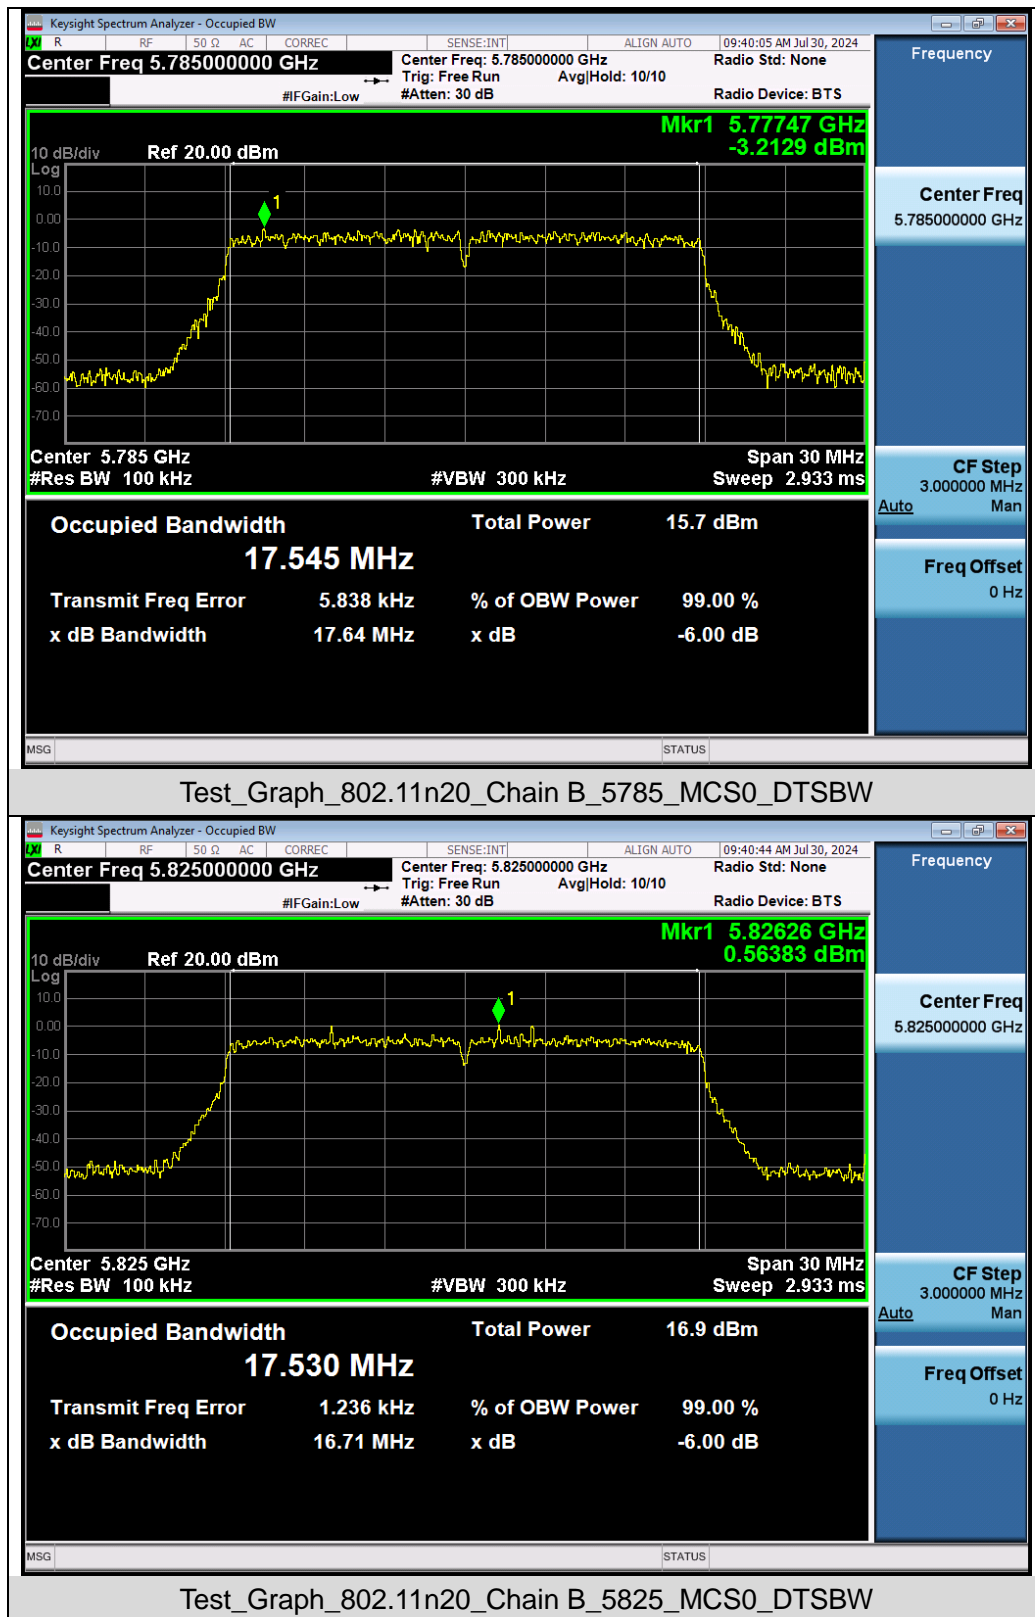 Keysight Spectrum Analyzer - Occupied BW
LXI R RF 50 Ω AC CORREC SENSE:INT ALIGN AUTO 09:40:05 AM Jul 30, 2024
Center Freq 5.785000000 GHz
Center Freq: 5.785000000 GHz Radio Std: None
Trig: Free Run Avg|Hold: 10/10
#IFGain:Low #Atten: 30 dB Radio Device: BTS
Frequency
Mkr1 5.77747 GHz
-3.2129 dBm
10 dB/div Ref 20.00 dBm
Log
10.0
0.00
-10.0
-20.0
-30.0
-40.0
-50.0
-60.0
-70.0
1
Center 5.785 GHz Span 30 MHz
#Res BW 100 kHz #VBW 300 kHz Sweep 2.933 ms
Center Freq
5.785000000 GHz
CF Step
3.000000 MHz
Auto Man
Freq Offset
0 Hz
Occupied Bandwidth Total Power 15.7 dBm
17.545 MHz
Transmit Freq Error 5.838 kHz % of OBW Power 99.00 %
x dB Bandwidth 17.64 MHz x dB -6.00 dB
MSG STATUS
Test_Graph_802.11n20_Chain B_5785_MCS0_DTSBW
Keysight Spectrum Analyzer - Occupied BW
LXI R RF 50 Ω AC CORREC SENSE:INT ALIGN AUTO 09:40:44 AM Jul 30, 2024
Center Freq 5.825000000 GHz
Center Freq: 5.825000000 GHz Radio Std: None
Trig: Free Run Avg|Hold: 10/10
#IFGain:Low #Atten: 30 dB Radio Device: BTS
Frequency
Mkr1 5.82626 GHz
0.56383 dBm
10 dB/div Ref 20.00 dBm
Log
10.0
0.00
-10.0
-20.0
-30.0
-40.0
-50.0
-60.0
-70.0
1
Center 5.825 GHz Span 30 MHz
#Res BW 100 kHz #VBW 300 kHz Sweep 2.933 ms
Center Freq
5.825000000 GHz
CF Step
3.000000 MHz
Auto Man
Freq Offset
0 Hz
Occupied Bandwidth Total Power 16.9 dBm
17.530 MHz
Transmit Freq Error 1.236 kHz % of OBW Power 99.00 %
x dB Bandwidth 16.71 MHz x dB -6.00 dB
MSG STATUS
Test_Graph_802.11n20_Chain B_5825_MCS0_DTSBW